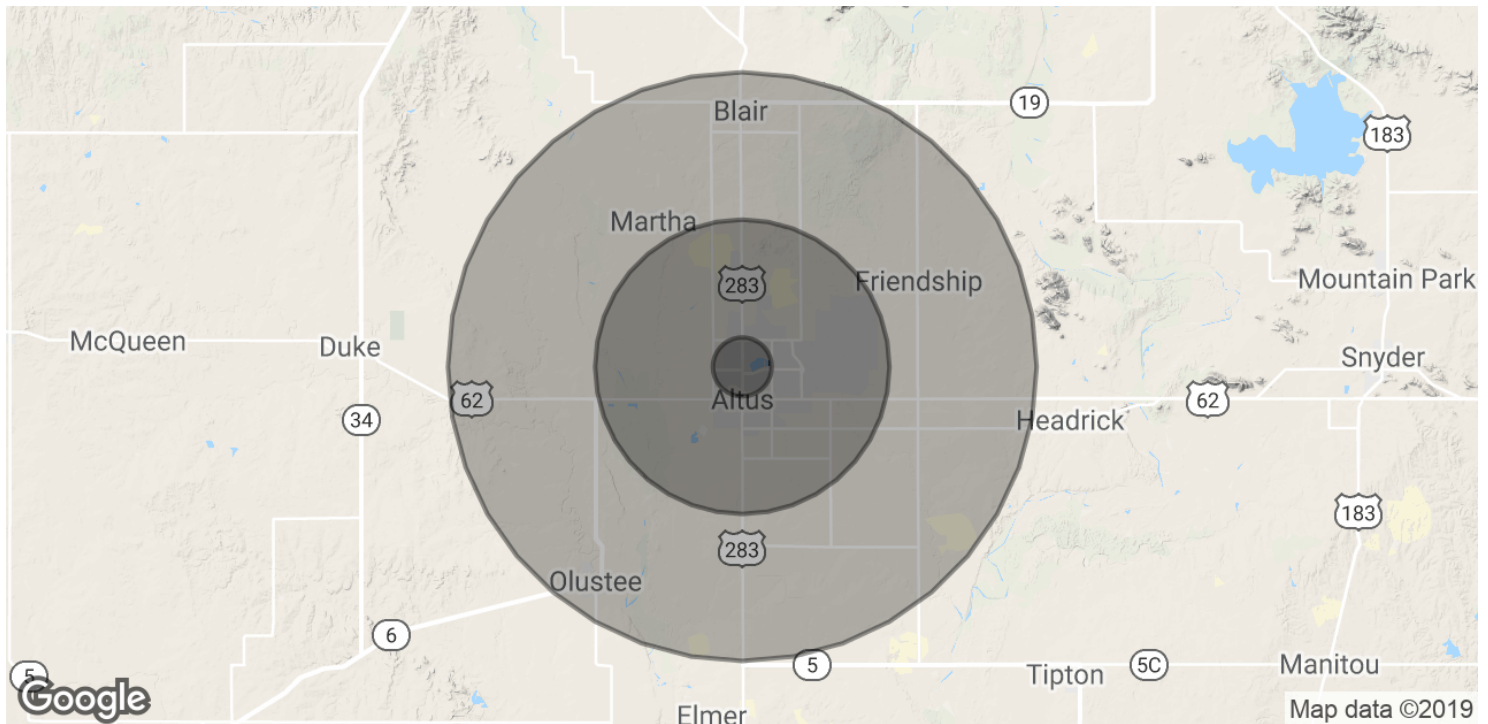 Blair
19
183
Martha
283
Friendship
Mountain Park
McQueen
Duke
Snyder
62
Altus
62
34
Headrick
183
283
Olustee
6
5
5
Tipton
5C
Manitou
Google
Elmer
Map data ©2019